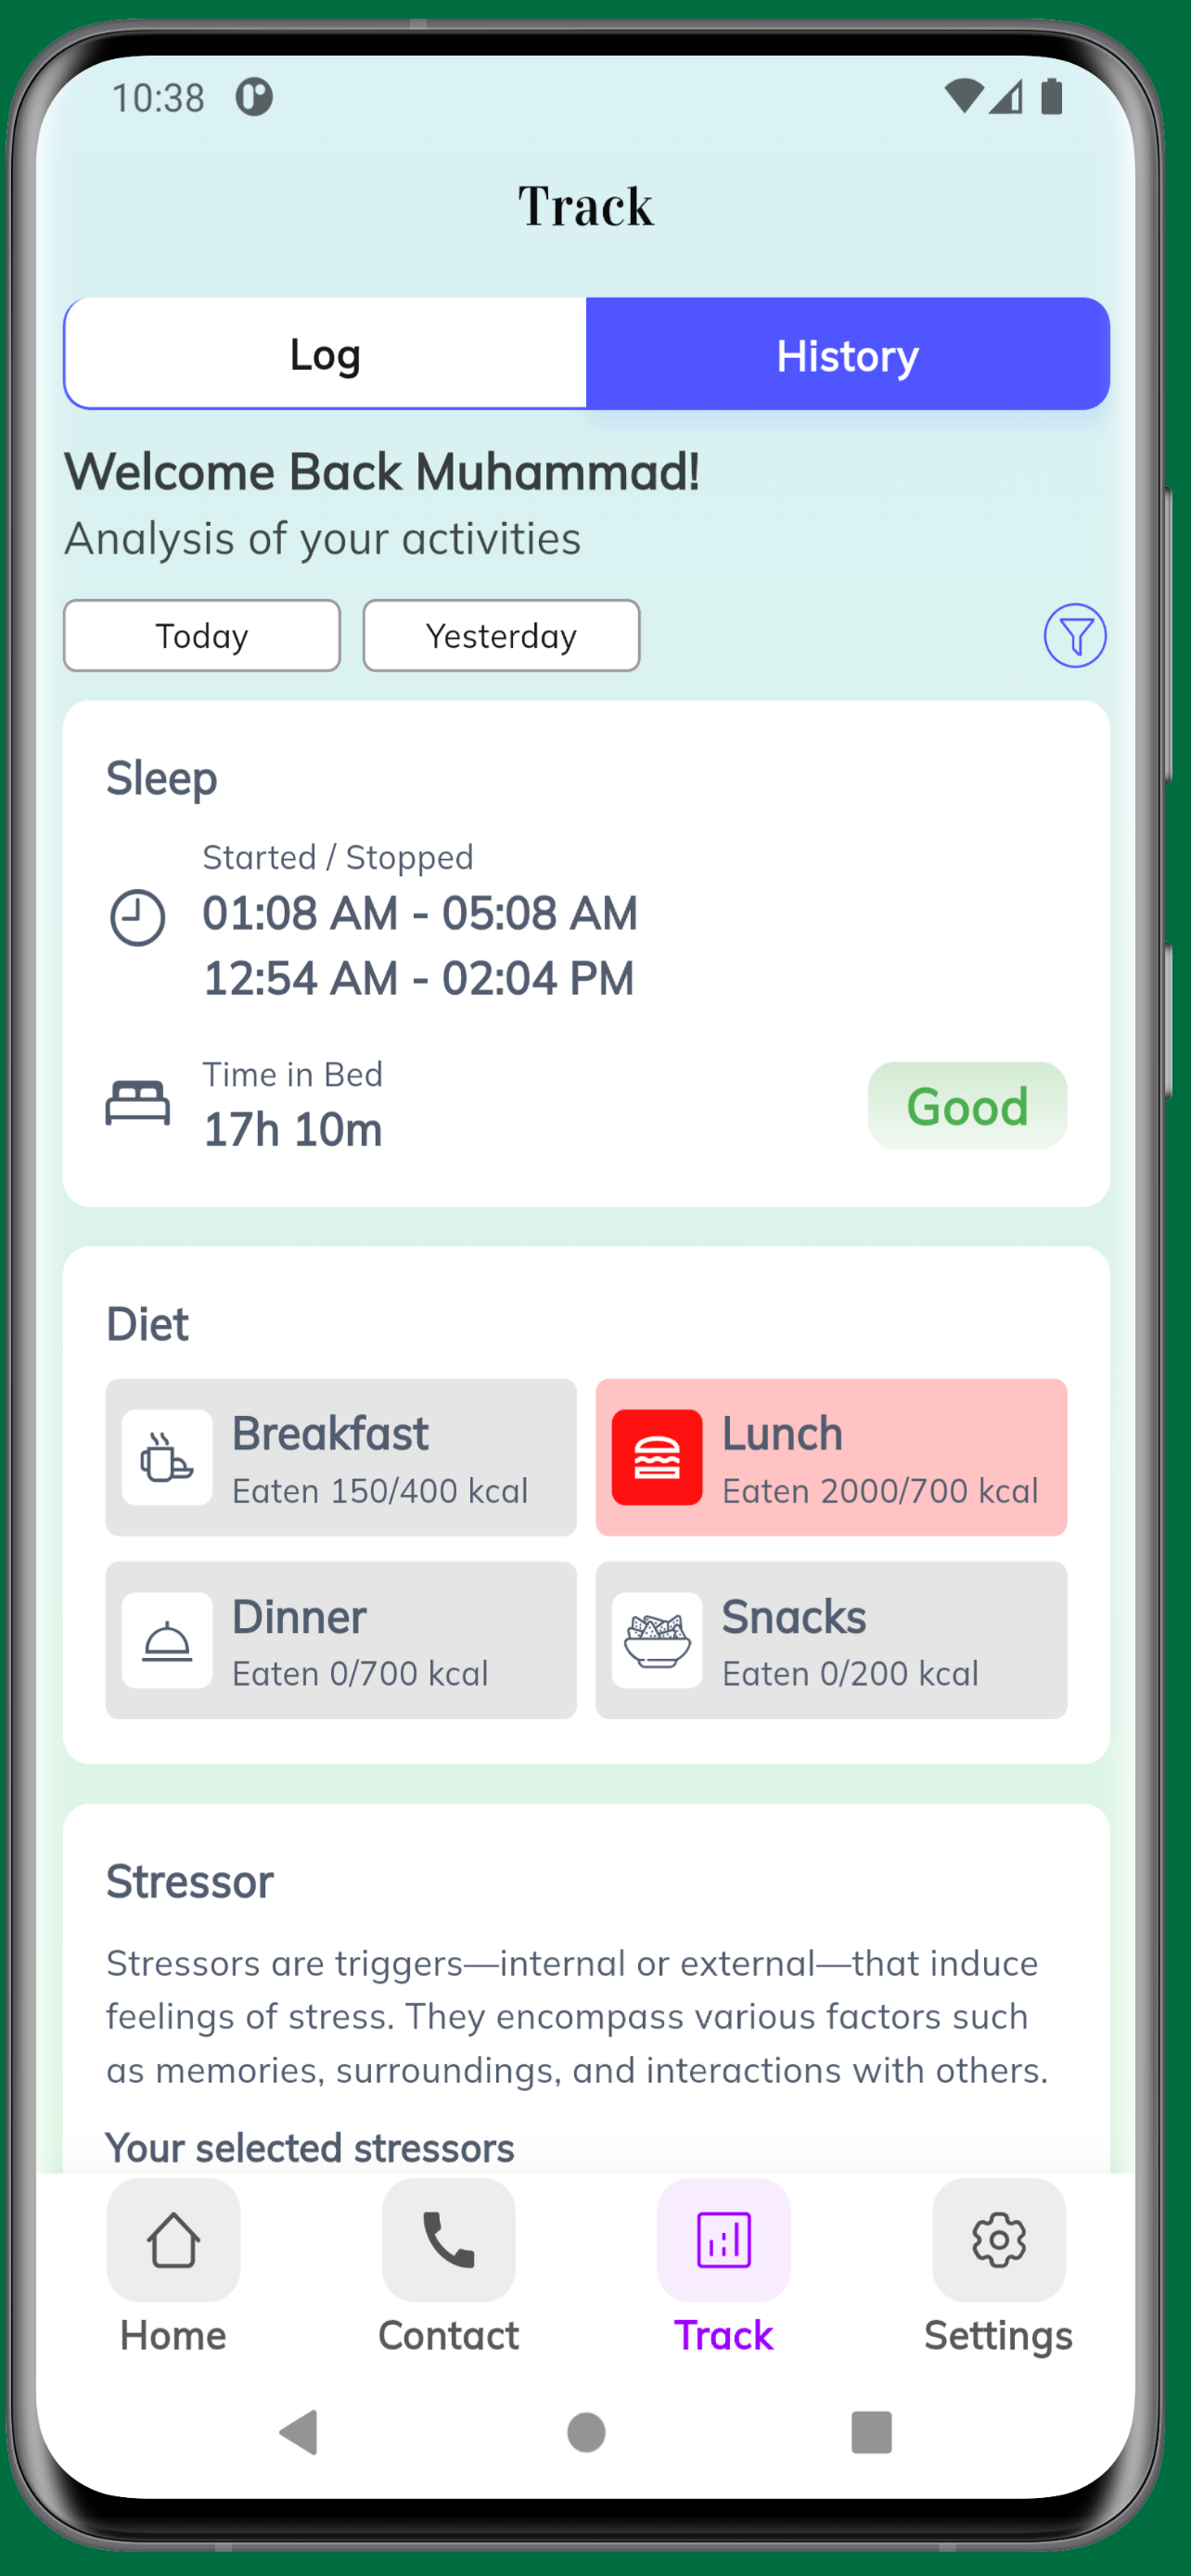 10:38
Track
Log
History
Welcome Back Muhammad!
Analysis of your activities
Today
Yesterday
Sleep
Started / Stopped
01:08 AM - 05:08 AM
12:54 AM - 02:04 PM
Time in Bed
17h 10m
Good
Diet
Breakfast
Eaten 150/400 kcal
Lunch
Eaten 2000/700 kcal
Dinner
Eaten 0/700 kcal
Snacks
Eaten 0/200 kcal
Stressor
Stressors are triggers—internal or external—that induce
feelings of stress. They encompass various factors such
as memories, surroundings, and interactions with others.
Your selected stressors
Home
Contact
Track
Settings